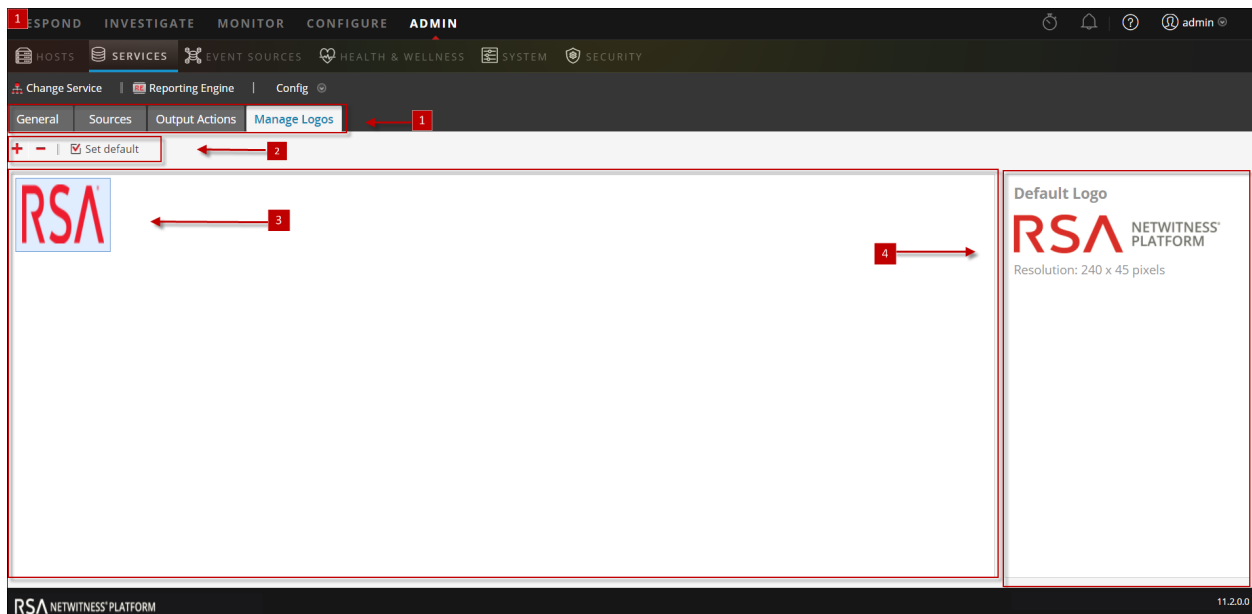 1 ESPOND INVESTIGATE MONITOR CONFIGURE ADMIN admin
HOSTS SERVICES EVENT SOURCES HEALTH & WELLNESS SYSTEM SECURITY
Change Service | RE Reporting Engine | Config
General Sources Output Actions Manage Logos 1
+ − | Set default 2
RSA 3
4
Default Logo
RSA NETWITNESS® PLATFORM
Resolution: 240 x 45 pixels
RSA NETWITNESS® PLATFORM 11.2.0.0